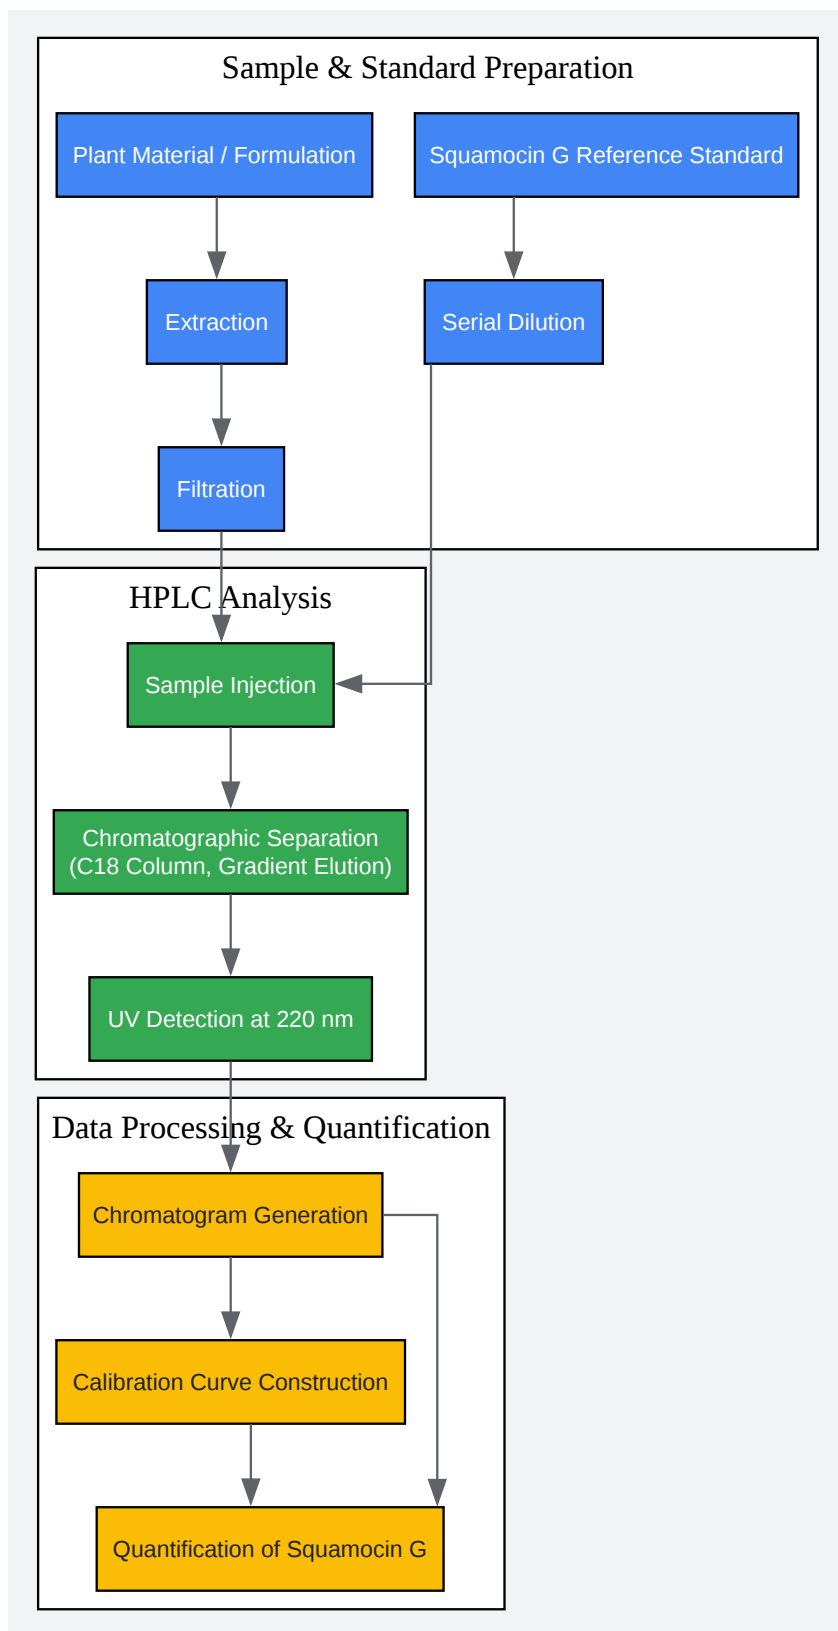 Sample & Standard Preparation
Plant Material / Formulation
Squamocin G Reference Standard
Extraction
Serial Dilution
Filtration
HPLC Analysis
Sample Injection
Chromatographic Separation
(C18 Column, Gradient Elution)
UV Detection at 220 nm
Data Processing & Quantification
Chromatogram Generation
Calibration Curve Construction
Quantification of Squamocin G